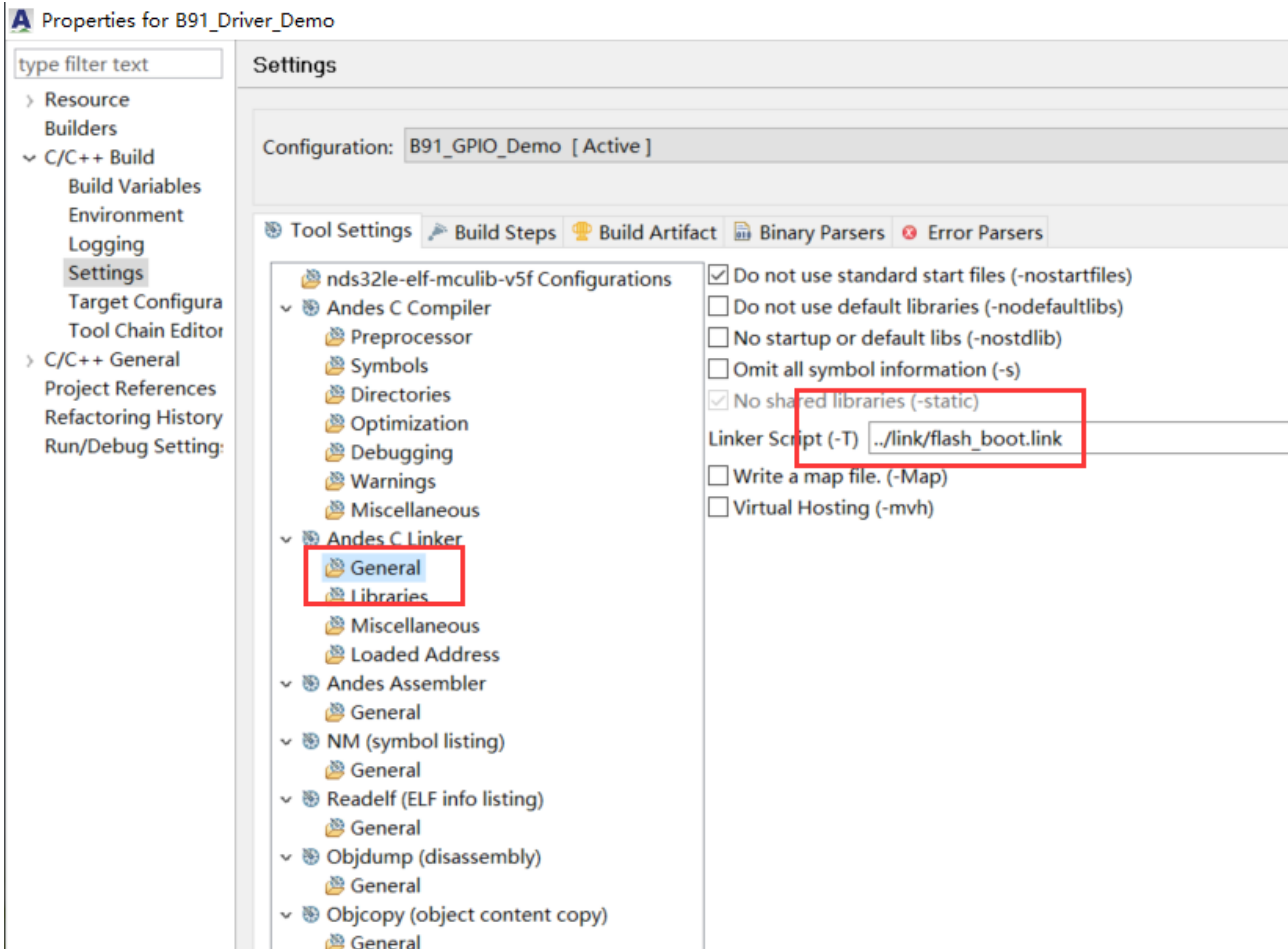 Properties for B91_Driver_Demo
type filter text
Resource
Builders
C/C++ Build
Build Variables
Environment
Logging
Settings
Target Configura
Tool Chain Editor
C/C++ General
Project References
Refactoring History
Run/Debug Setting
Settings
Configuration: B91_GPIO_Demo [ Active ]
Tool Settings Build Steps Build Artifact Binary Parsers Error Parsers
nds32le-elf-mculib-v5f Configurations
Andes C Compiler
Preprocessor
Symbols
Directories
Optimization
Debugging
Warnings
Miscellaneous
Andes C Linker
General
Libraries
Miscellaneous
Loaded Address
Andes Assembler
General
NM (symbol listing)
General
Readelf (ELF info listing)
General
Objdump (disassembly)
General
Objcopy (object content copy)
General
Do not use standard start files (-nostartfiles)
Do not use default libraries (-nodefaultlibs)
No startup or default libs (-nostdlib)
Omit all symbol information (-s)
No shared libraries (-static)
Linker Script (-T) ../link/flash_boot.link
Write a map file. (-Map)
Virtual Hosting (-mvh)